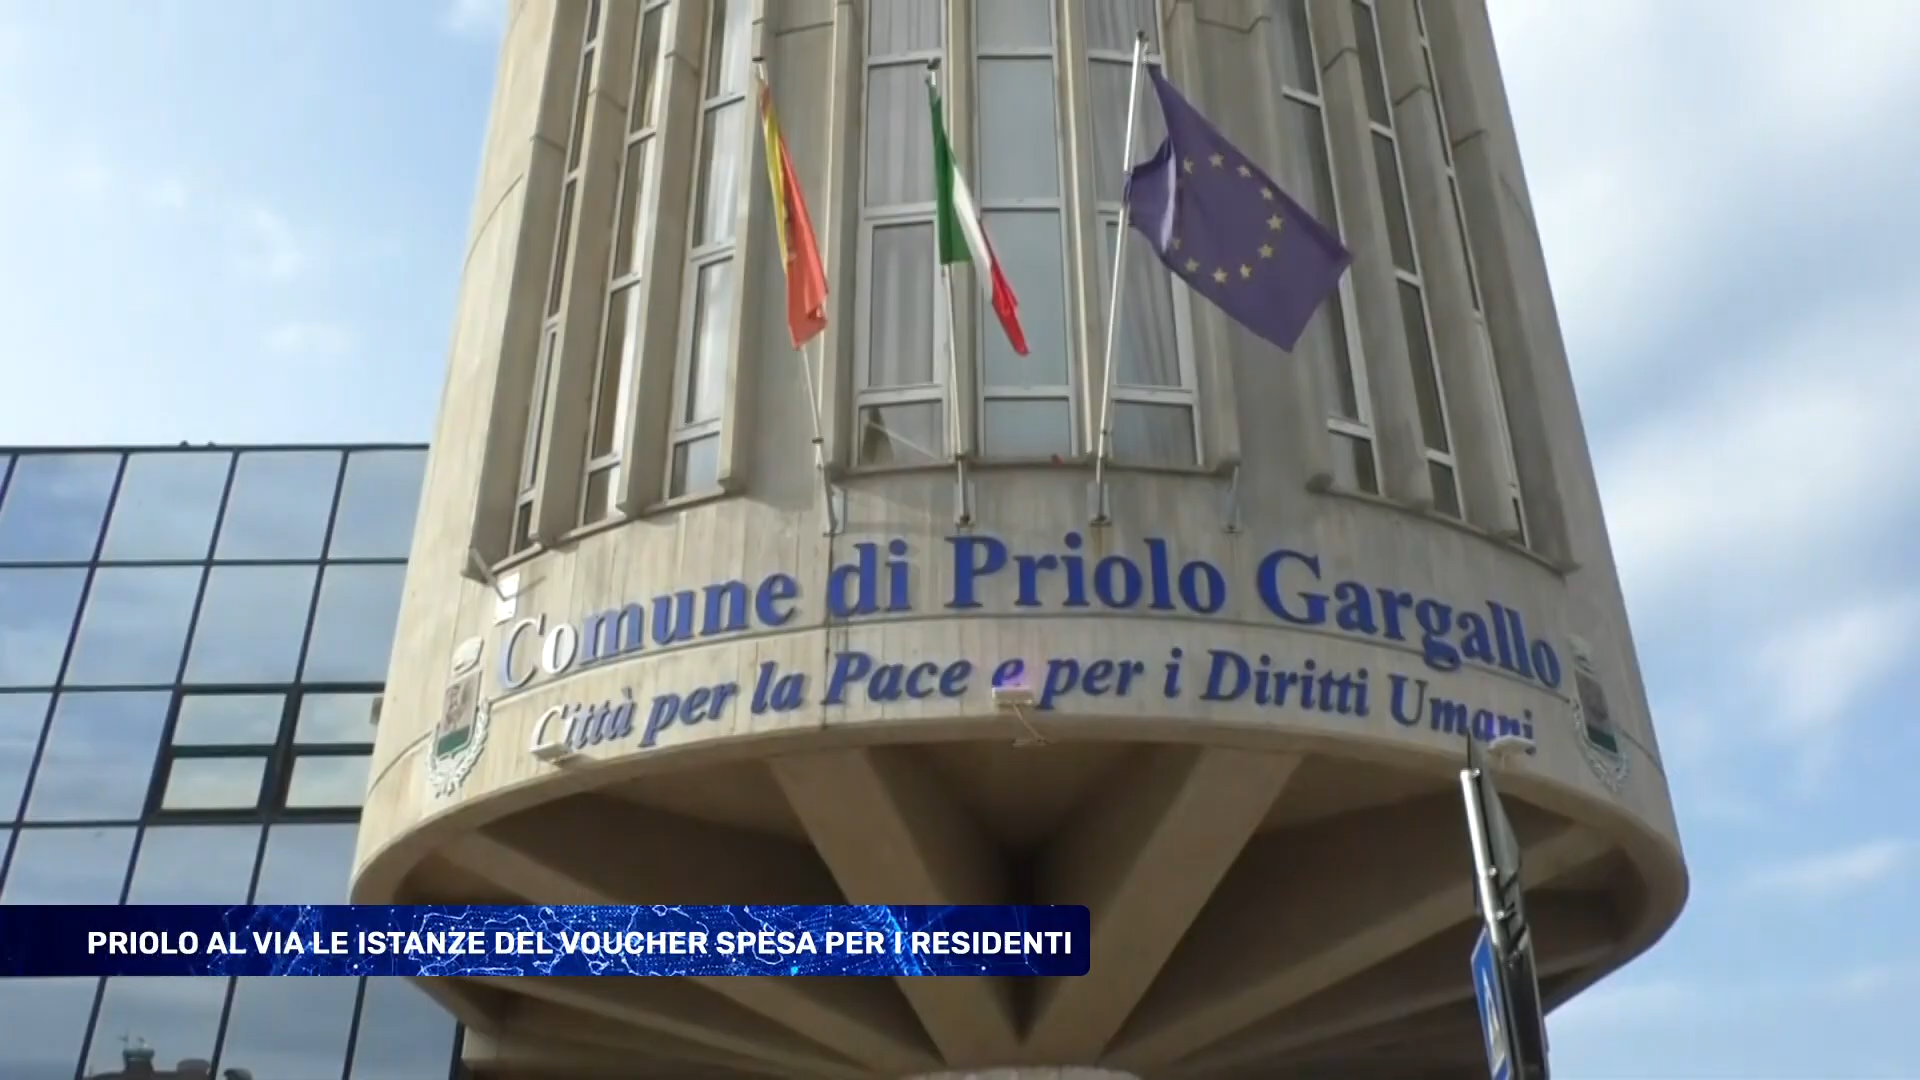 Comune di Priolo Gargallo
Città per la Pace e per i Diritti Umani
PRIOLO AL VIA LE ISTANZE DEL VOUCHER SPESA PER I RESIDENTI